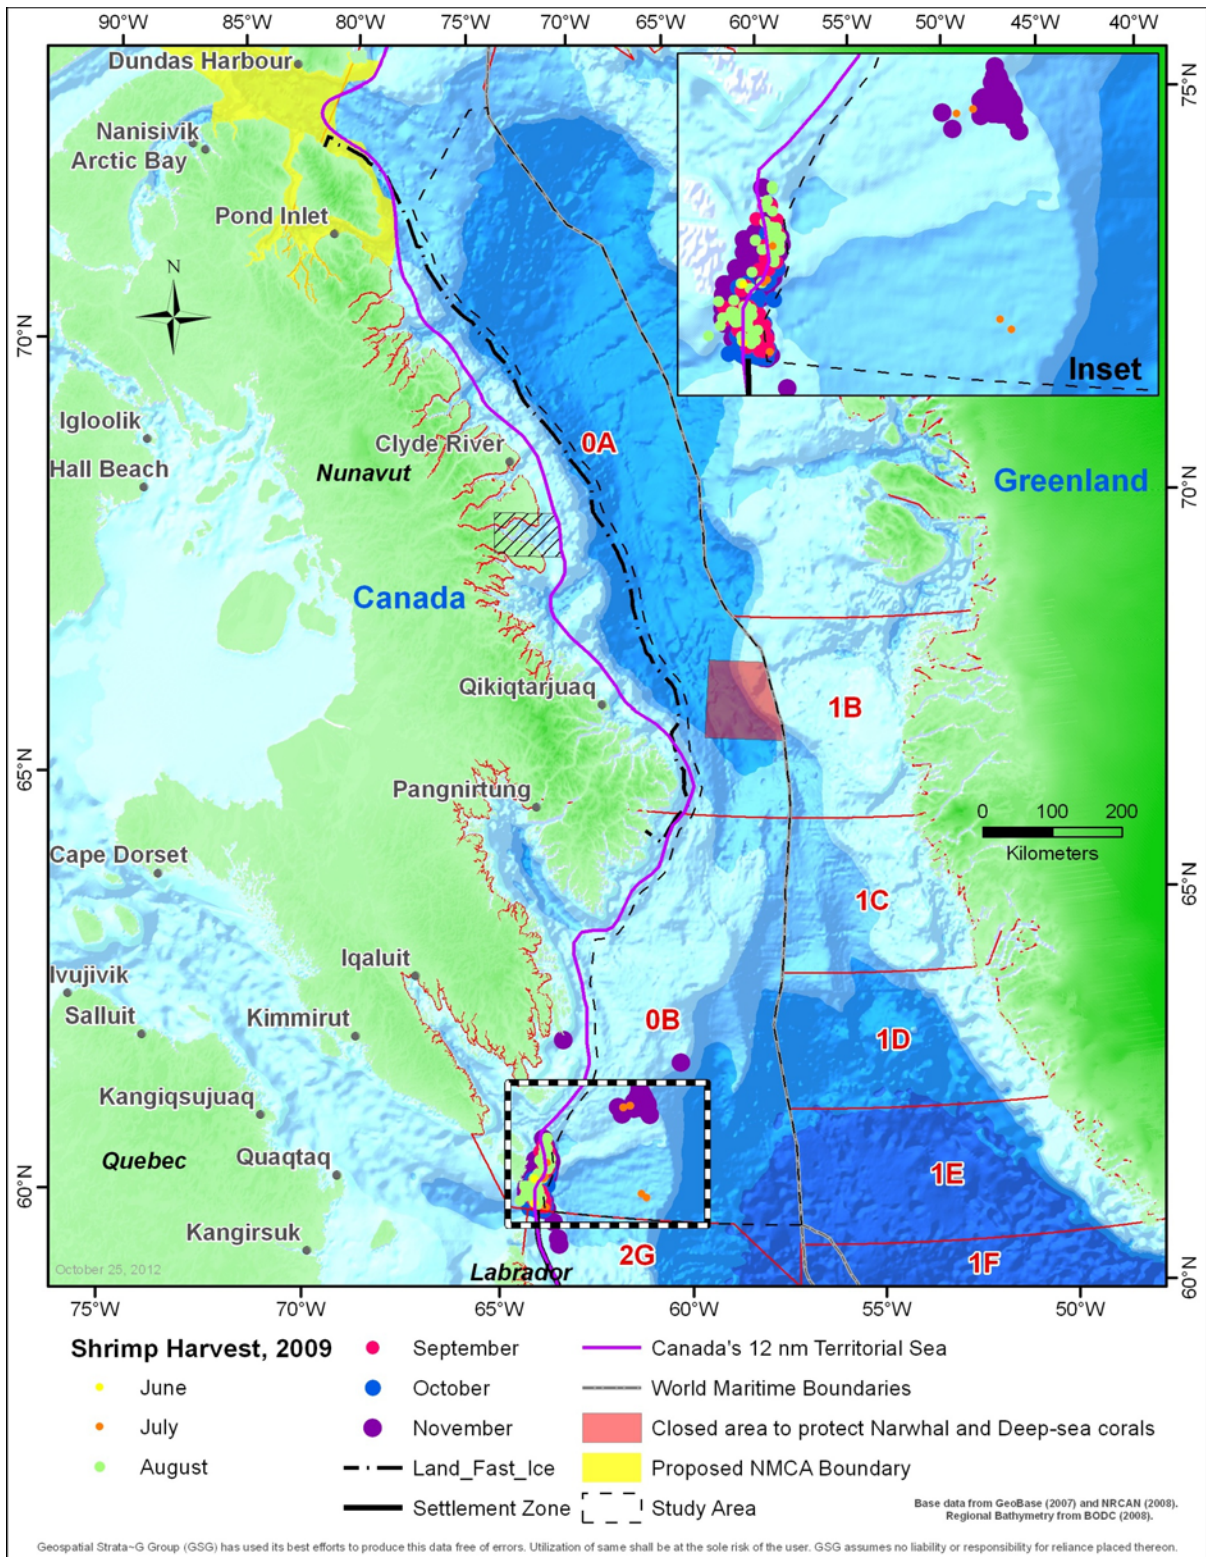 90°W 85°W 80°W 75°W 70°W 65°W 60°W 55°W 50°W 45°W 40°W
Dundas Harbour
75°N
Nanisivik
Arctic Bay
Pond Inlet
N
70°N
Inset
Igloolik
Hall Beach
Clyde River
Nunavut
0A
Greenland
70°N
Canada
Qikiqtarjuaq
1B
65°N
Pangnirtung
0 100 200
Kilometers
Cape Dorset
65°N
1C
Iqaluit
Ivujivik
Salluit
Kimmirut
0B
1D
Kangiqsujuaq
Quebec
Quaqtaq
1E
60°N
Kangirsuk
2G
1F
60°N
October 25, 2012
Labrador
75°W 70°W 65°W 60°W 55°W 50°W
Shrimp Harvest, 2009
June
July
August
September
October
November
Land_Fast_Ice
Settlement Zone
Canada's 12 nm Territorial Sea
World Maritime Boundaries
Closed area to protect Narwhal and Deep-sea corals
Proposed NMCA Boundary
Study Area
Base data from GeoBase (2007) and NRCAN (2008).
Regional Bathymetry from BODC (2008).
Geospatial Strata~G Group (GSG) has used its best efforts to produce this data free of errors. Utilization of same shall be at the sole risk of the user. GSG assumes no liability or responsibility for reliance placed thereon.